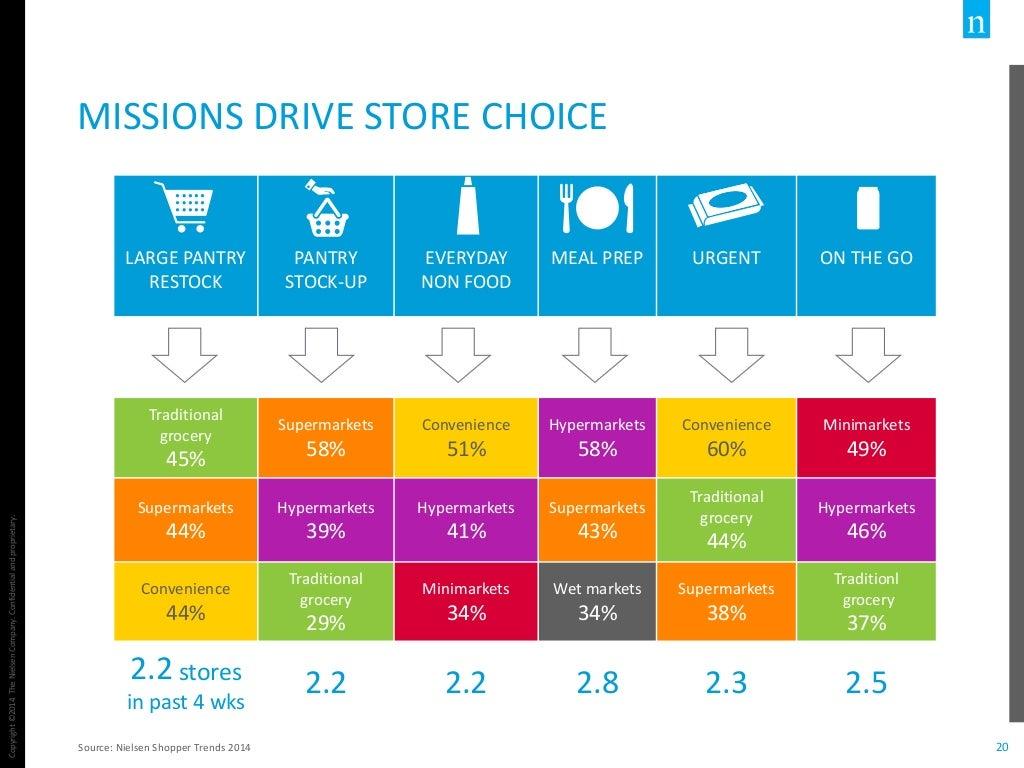 n
MISSIONS DRIVE STORE CHOICE
LARGE PANTRY
RESTOCK
PANTRY
STOCK-UP
EVERYDAY
NON FOOD
MEAL PREP
URGENT
ON THE GO
Traditional
grocery
45%
Supermarkets
58%
Convenience
51%
Hypermarkets
58%
Convenience
60%
Minimarkets
49%
Supermarkets
44%
Hypermarkets
39%
Hypermarkets
41%
Supermarkets
43%
Traditional
grocery
44%
Hypermarkets
46%
Convenience
44%
Traditional
grocery
29%
Minimarkets
34%
Wet markets
34%
Supermarkets
38%
Traditionl
grocery
37%
2.2 stores
in past 4 wks
2.2
2.2
2.8
2.3
2.5
Copyright ©2014 The Nielsen Company. Confidential and proprietary.
Source: Nielsen Shopper Trends 2014
20